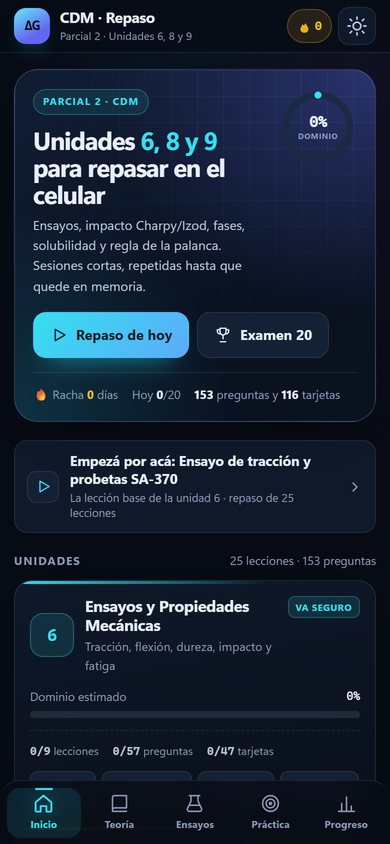 ΔG
CDM · Repaso
Parcial 2 · Unidades 6, 8 y 9
0
PARCIAL 2 · CDM
0%
DOMINIO
Unidades 6, 8 y 9
para repasar en el
celular
Ensayos, impacto Charpy/Izod, fases,
solubilidad y regla de la palanca.
Sesiones cortas, repetidas hasta que
quede en memoria.
Repaso de hoy
Examen 20
Racha 0 días Hoy 0/20 153 preguntas y 116 tarjetas
Empezá por acá: Ensayo de tracción y
probetas SA-370
La lección base de la unidad 6 · repaso de 25
lecciones
UNIDADES
25 lecciones · 153 preguntas
6
Ensayos y Propiedades
Mecánicas
VA SEGURO
Tracción, flexión, dureza, impacto y
fatiga
Dominio estimado
0%
0/9 lecciones 0/57 preguntas 0/47 tarjetas
Inicio
Teoría
Ensayos
Práctica
Progreso